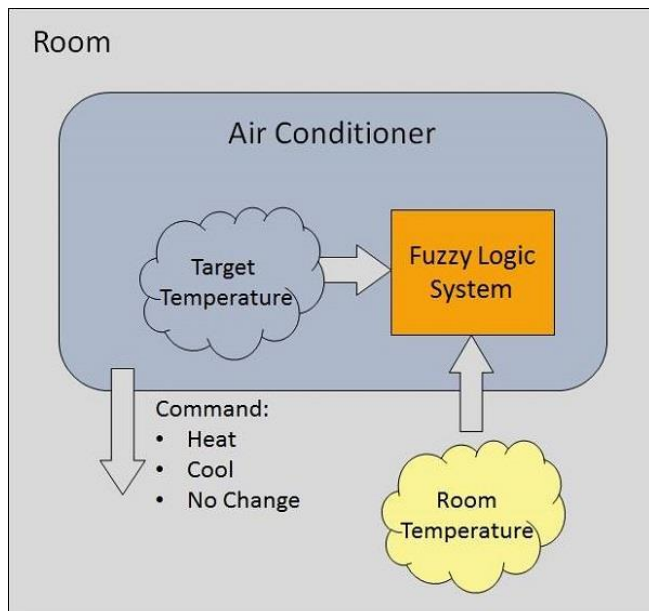 Room
Air Conditioner
Target
Temperature
Fuzzy Logic
System
Command:
• Heat
• Cool
• No Change
Room
Temperature